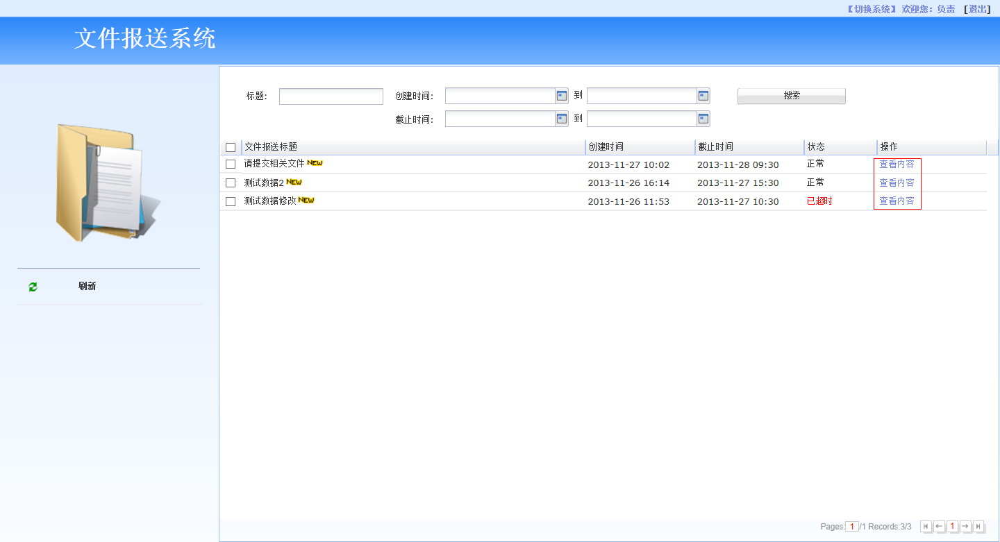 【切换系统】 欢迎您：负责 [退出]
文件报送系统
标题: 创建时间: 到 搜索
截止时间: 到
文件报送标题 创建时间 截止时间 状态 操作
请提交相关文件 NEW 2013-11-27 10:02 2013-11-28 09:30 正常 查看内容
测试数据2 NEW 2013-11-26 16:14 2013-11-27 15:30 正常 查看内容
测试数据修改 NEW 2013-11-26 11:53 2013-11-27 10:30 已超时 查看内容
刷新
Pages: 1 /1 Records:3/3 1